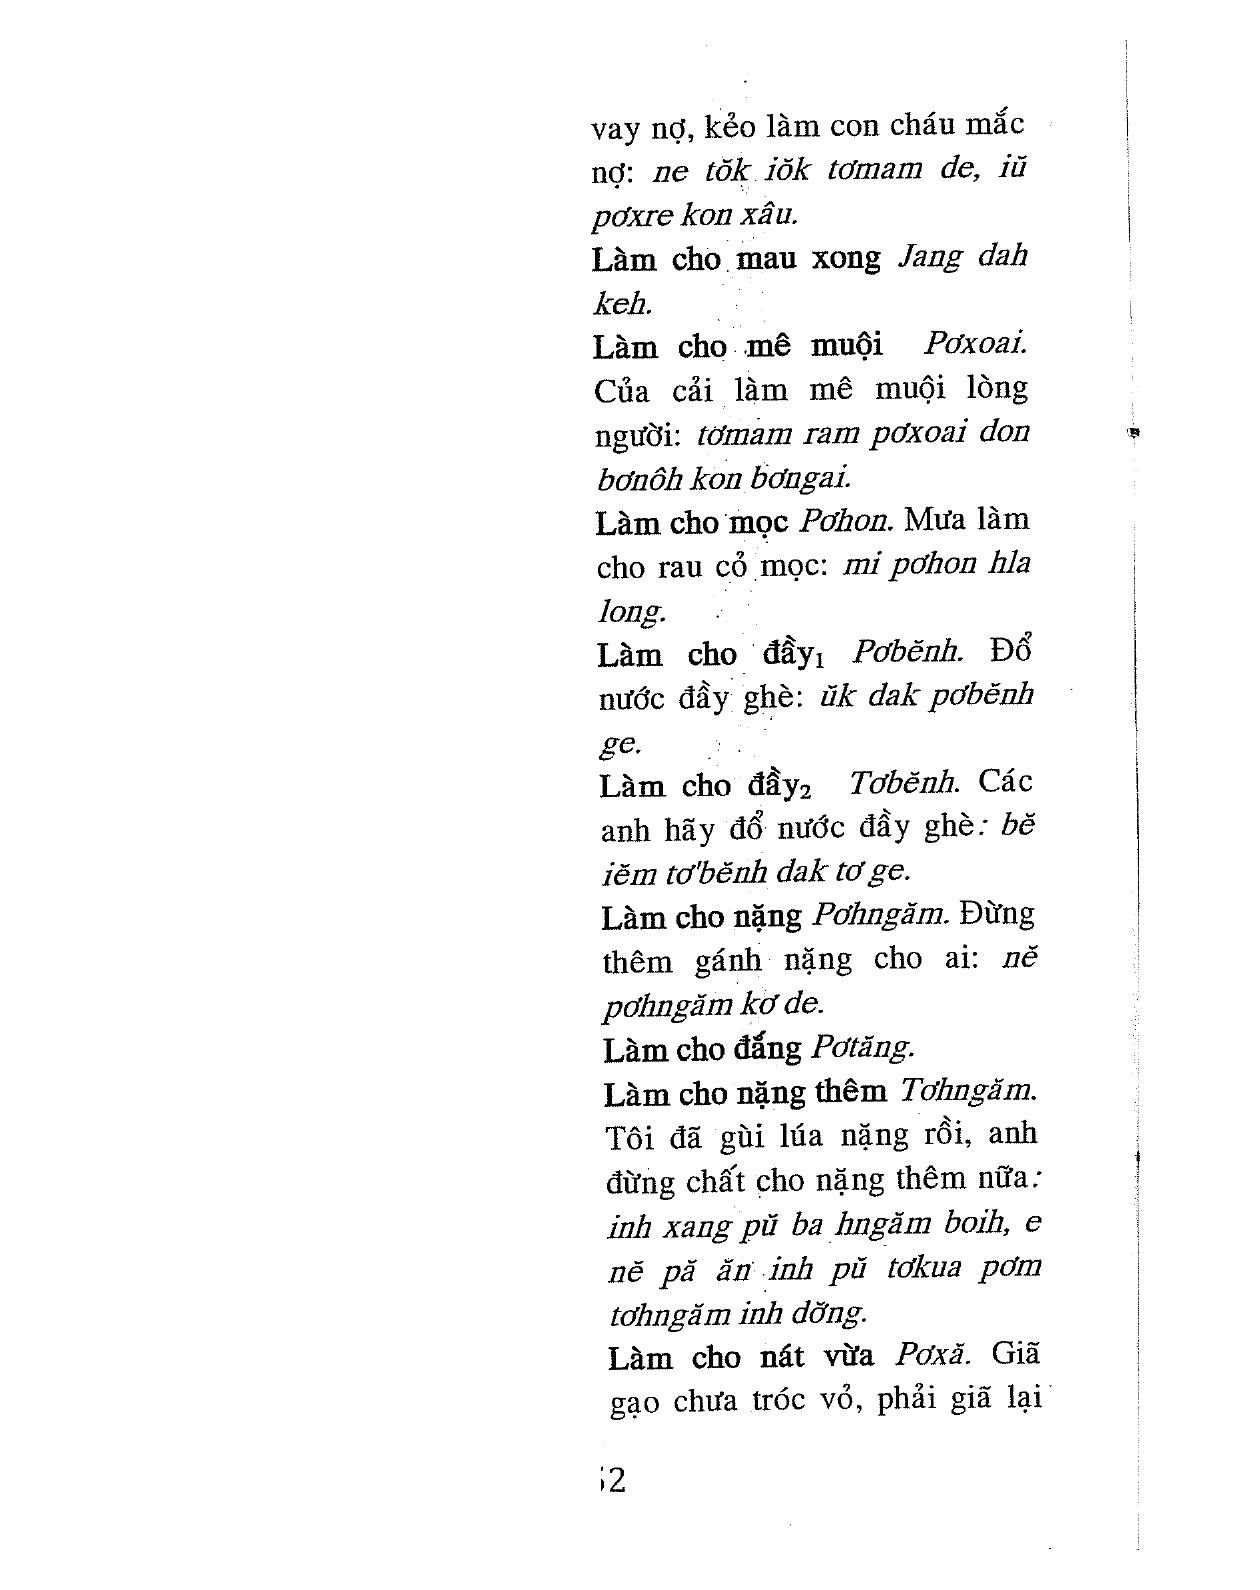 vay nợ, kẻo làm con cháu mắc
nợ: ne tŏk iŏk tơmam de, iŭ
pơxre kon xâu.
Làm cho mau xong Jang dah
keh.
Làm cho mê muội Pơxoai.
Của cải làm mê muội lòng
người: tơmam ram pơxoai don
bơnôh kon bơngai.
Làm cho mọc Pơhon. Mưa làm
cho rau cỏ mọc: mi pơhon hla
long.
Làm cho đầy₁ Pơbĕnh. Đổ
nước đầy ghè: ŭk dak pơbĕnh
ge.
Làm cho đầy₂ Tơbĕnh. Các
anh hãy đổ nước đầy ghè: bĕ
iĕm tơ'bĕnh dak tơ ge.
Làm cho nặng Pơhngăm. Đừng
thêm gánh nặng cho ai: nĕ
pơhngăm kơ de.
Làm cho đắng Pơtăng.
Làm cho nặng thêm Tơhngăm.
Tôi đã gùi lúa nặng rồi, anh
đừng chất cho nặng thêm nữa:
inh xang pŭ ba hngăm boih, e
nĕ pă ăn inh pŭ tơkua pơm
tơhngăm inh dơ̆ng.
Làm cho nát vừa Pơxă. Giã
gạo chưa tróc vỏ, phải giã lại
2